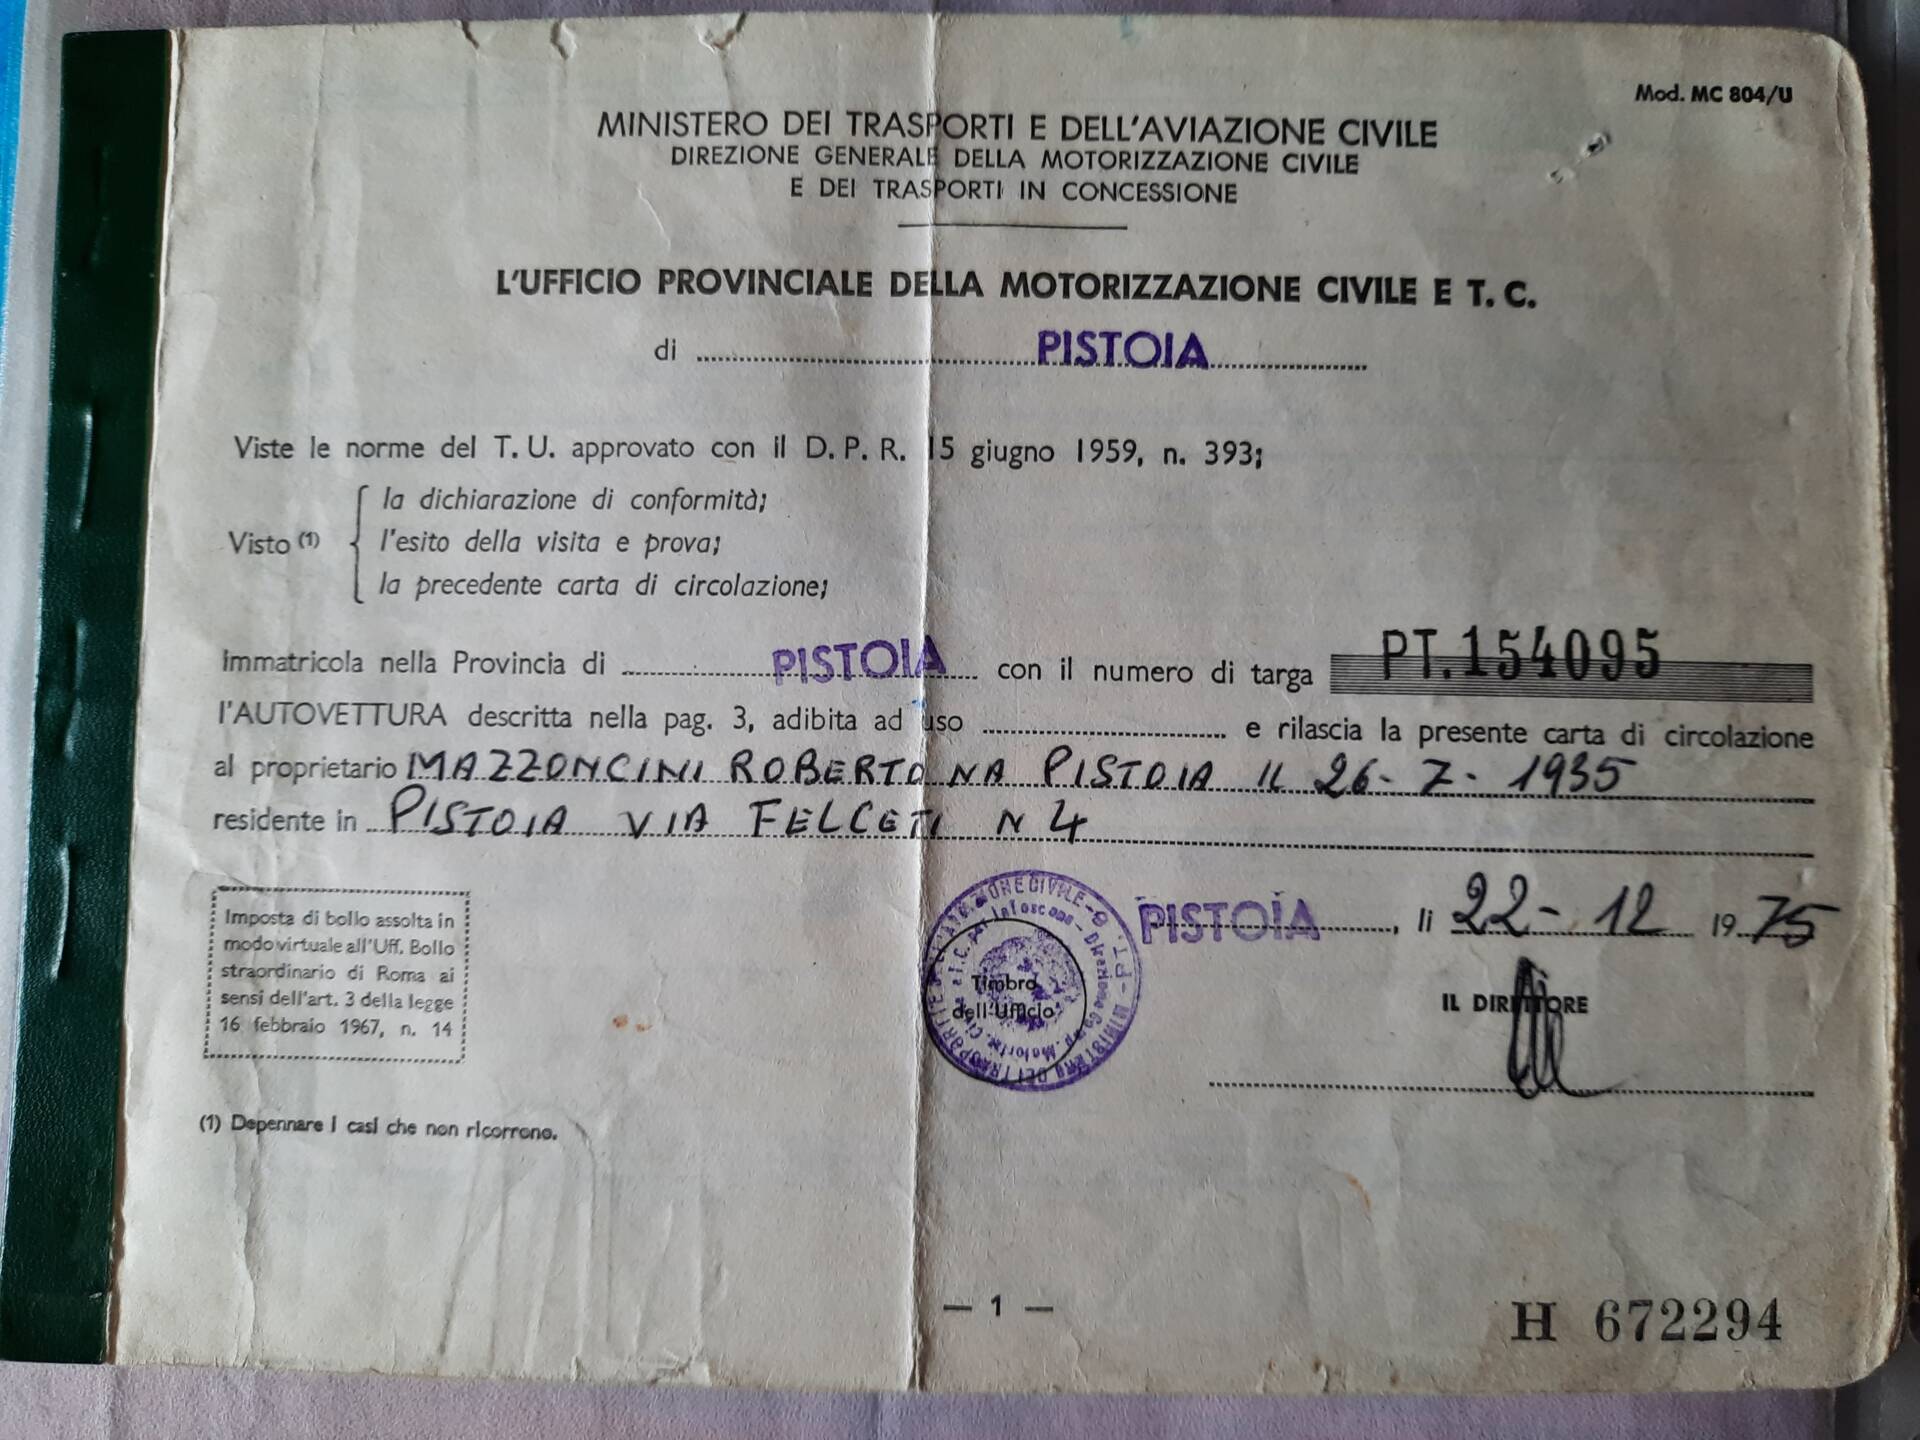 Mod. MC 804/U
MINISTERO DEI TRASPORTI E DELL'AVIAZIONE CIVILE
DIREZIONE GENERALE DELLA MOTORIZZAZIONE CIVILE
E DEI TRASPORTI IN CONCESSIONE
L'UFFICIO PROVINCIALE DELLA MOTORIZZAZIONE CIVILE E T. C.
di PISTOIA
Viste le norme del T. U. approvato con il D. P. R. 15 giugno 1959, n. 393;
la dichiarazione di conformità;
Visto (1) l'esito della visita e prova;
la precedente carta di circolazione;
immatricola nella Provincia di PISTOIA con il numero di targa PT.154095
l'AUTOVETTURA descritta nella pag. 3, adibita ad uso e rilascia la presente carta di circolazione
al proprietario MAZZONCINI ROBERTO NA PISTOIA IL 26-7-1935
residente in PISTOIA VIA FELCETI N 4
PISTOIA, li 22-12 1975
Imposta di bollo assolta in
modo virtuale all'Uff. Bollo
straordinario di Roma ai
sensi dell'art. 3 della legge
16 febbraio 1967, n. 14
Timbro
dell'Ufficio
IL DIRETTORE
(1) Depennare i casi che non ricorrono.
— 1 —
H 672294